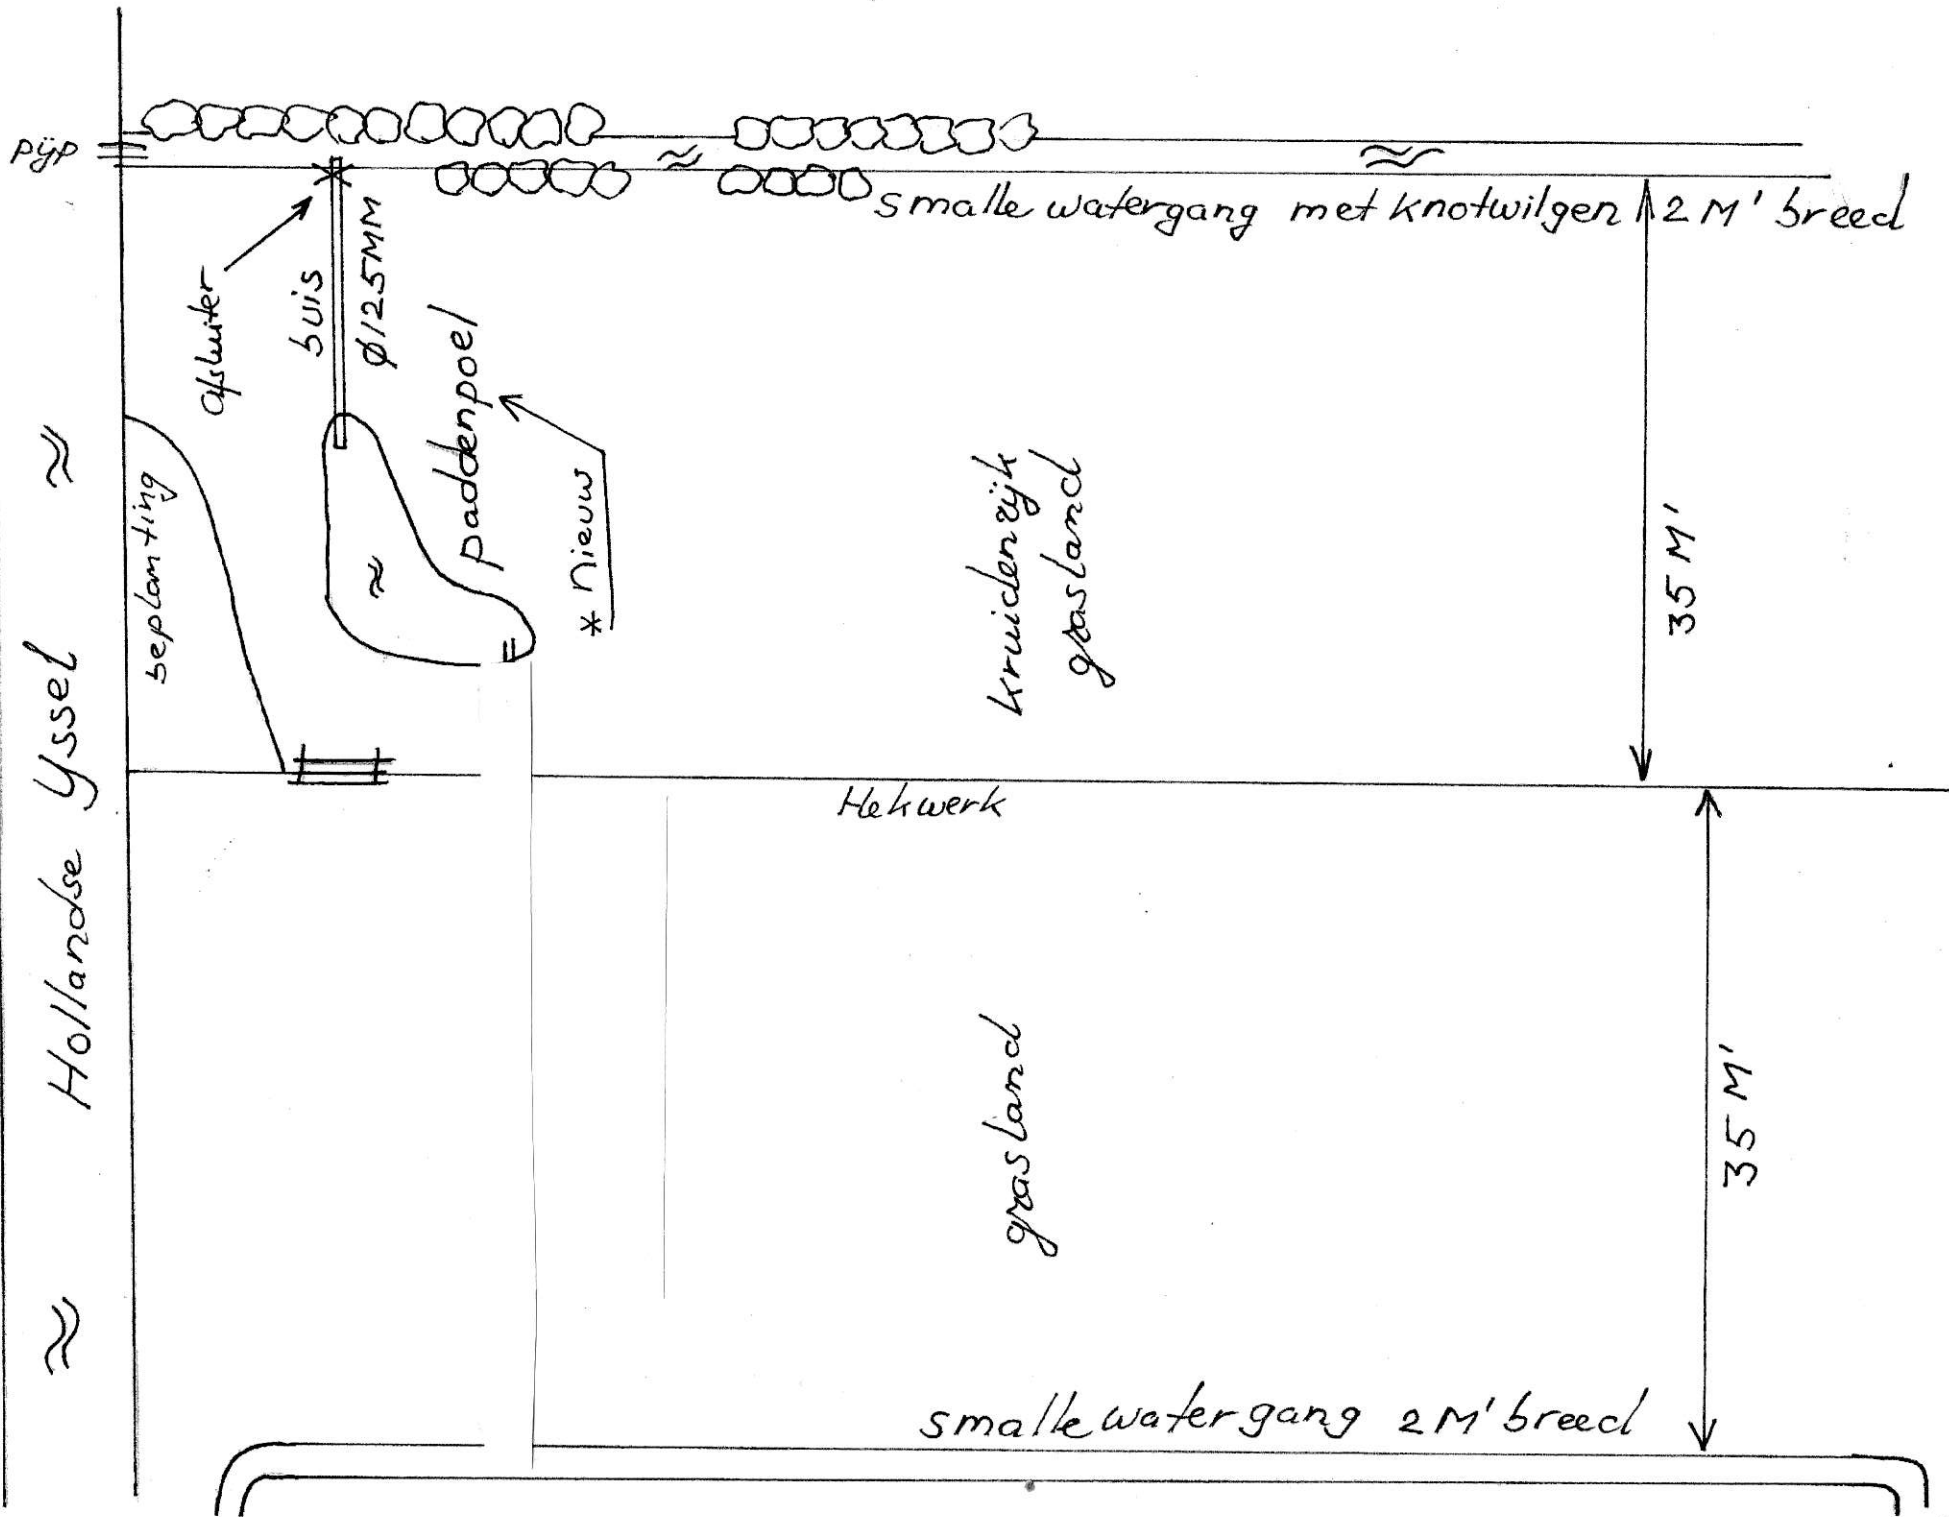 pijp
smalle watergang met knotwilgen 2 M' breed
afsluiter
buis
Ø125MM
paddenpoel
* nieuw
beplanting
kruidenrijk
grasland
35 M'
Hollandse Yssel
Hekwerk
grasland
35 M'
smalle watergang 2 M' breed